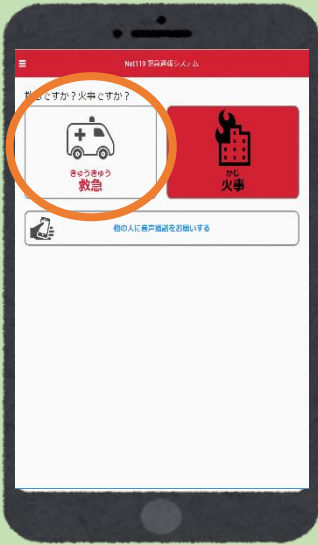 Net119 緊急通報システム
救急ですか？火事ですか？
きゅうきゅう
救急
かじ
火事
他の人に音声通話をお願いする